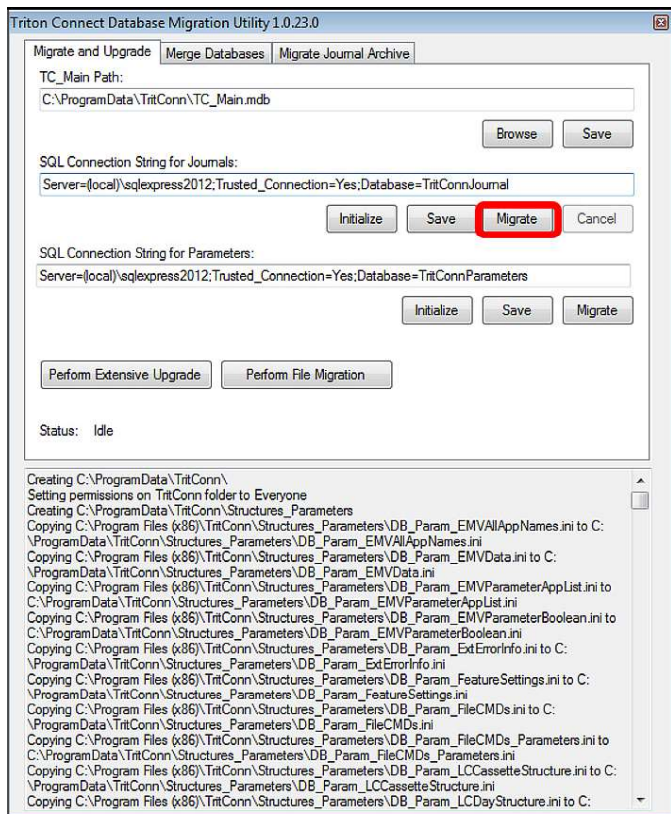 Triton Connect Database Migration Utility 1.0.23.0
Migrate and Upgrade Merge Databases Migrate Journal Archive
TC_Main Path:
C:\ProgramData\TritConn\TC_Main.mdb
Browse Save
SQL Connection String for Journals:
Server=(local)\sqlexpress2012;Trusted_Connection=Yes;Database=TritConnJournal
Initialize Save Migrate Cancel
SQL Connection String for Parameters:
Server=(local)\sqlexpress2012;Trusted_Connection=Yes;Database=TritConnParameters
Initialize Save Migrate
Perform Extensive Upgrade Perform File Migration
Status: Idle
Creating C:\ProgramData\TritConn\
Setting permissions on TritConn folder to Everyone
Creating C:\ProgramData\TritConn\Structures_Parameters
Copying C:\Program Files (x86)\TritConn\Structures_Parameters\DB_Param_EMVAllAppNames.ini to C:
\ProgramData\TritConn\Structures_Parameters\DB_Param_EMVAllAppNames.ini
Copying C:\Program Files (x86)\TritConn\Structures_Parameters\DB_Param_EMVData.ini to C:
\ProgramData\TritConn\Structures_Parameters\DB_Param_EMVData.ini
Copying C:\Program Files (x86)\TritConn\Structures_Parameters\DB_Param_EMVParameterAppList.ini to
C:\ProgramData\TritConn\Structures_Parameters\DB_Param_EMVParameterAppList.ini
Copying C:\Program Files (x86)\TritConn\Structures_Parameters\DB_Param_EMVParameterBoolean.ini to
C:\ProgramData\TritConn\Structures_Parameters\DB_Param_EMVParameterBoolean.ini
Copying C:\Program Files (x86)\TritConn\Structures_Parameters\DB_Param_ExtErrorInfo.ini to C:
\ProgramData\TritConn\Structures_Parameters\DB_Param_ExtErrorInfo.ini
Copying C:\Program Files (x86)\TritConn\Structures_Parameters\DB_Param_FeatureSettings.ini to C:
\ProgramData\TritConn\Structures_Parameters\DB_Param_FeatureSettings.ini
Copying C:\Program Files (x86)\TritConn\Structures_Parameters\DB_Param_FileCMDs.ini to C:
\ProgramData\TritConn\Structures_Parameters\DB_Param_FileCMDs.ini
Copying C:\Program Files (x86)\TritConn\Structures_Parameters\DB_Param_FileCMDs_Parameters.ini to
C:\ProgramData\TritConn\Structures_Parameters\DB_Param_FileCMDs_Parameters.ini
Copying C:\Program Files (x86)\TritConn\Structures_Parameters\DB_Param_LCCassetteStructure.ini to C:
\ProgramData\TritConn\Structures_Parameters\DB_Param_LCCassetteStructure.ini
Copying C:\Program Files (x86)\TritConn\Structures_Parameters\DB_Param_LCDayStructure.ini to C: